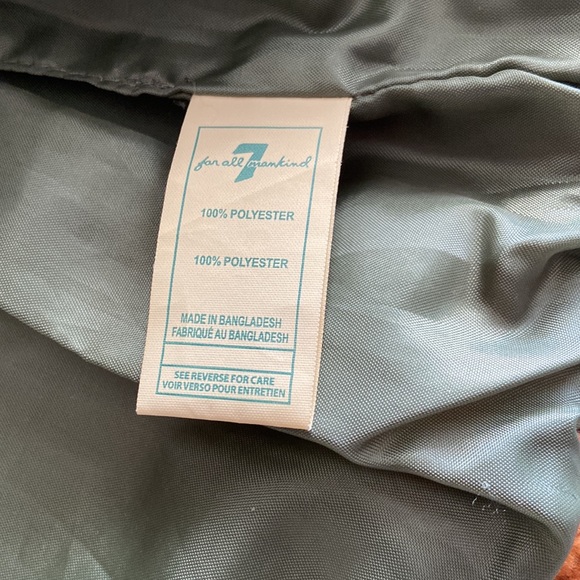 7
for all mankind
100% POLYESTER
100% POLYESTER
MADE IN BANGLADESH
FABRIQUÉ AU BANGLADESH
SEE REVERSE FOR CARE
VOIR VERSO POUR ENTRETIEN